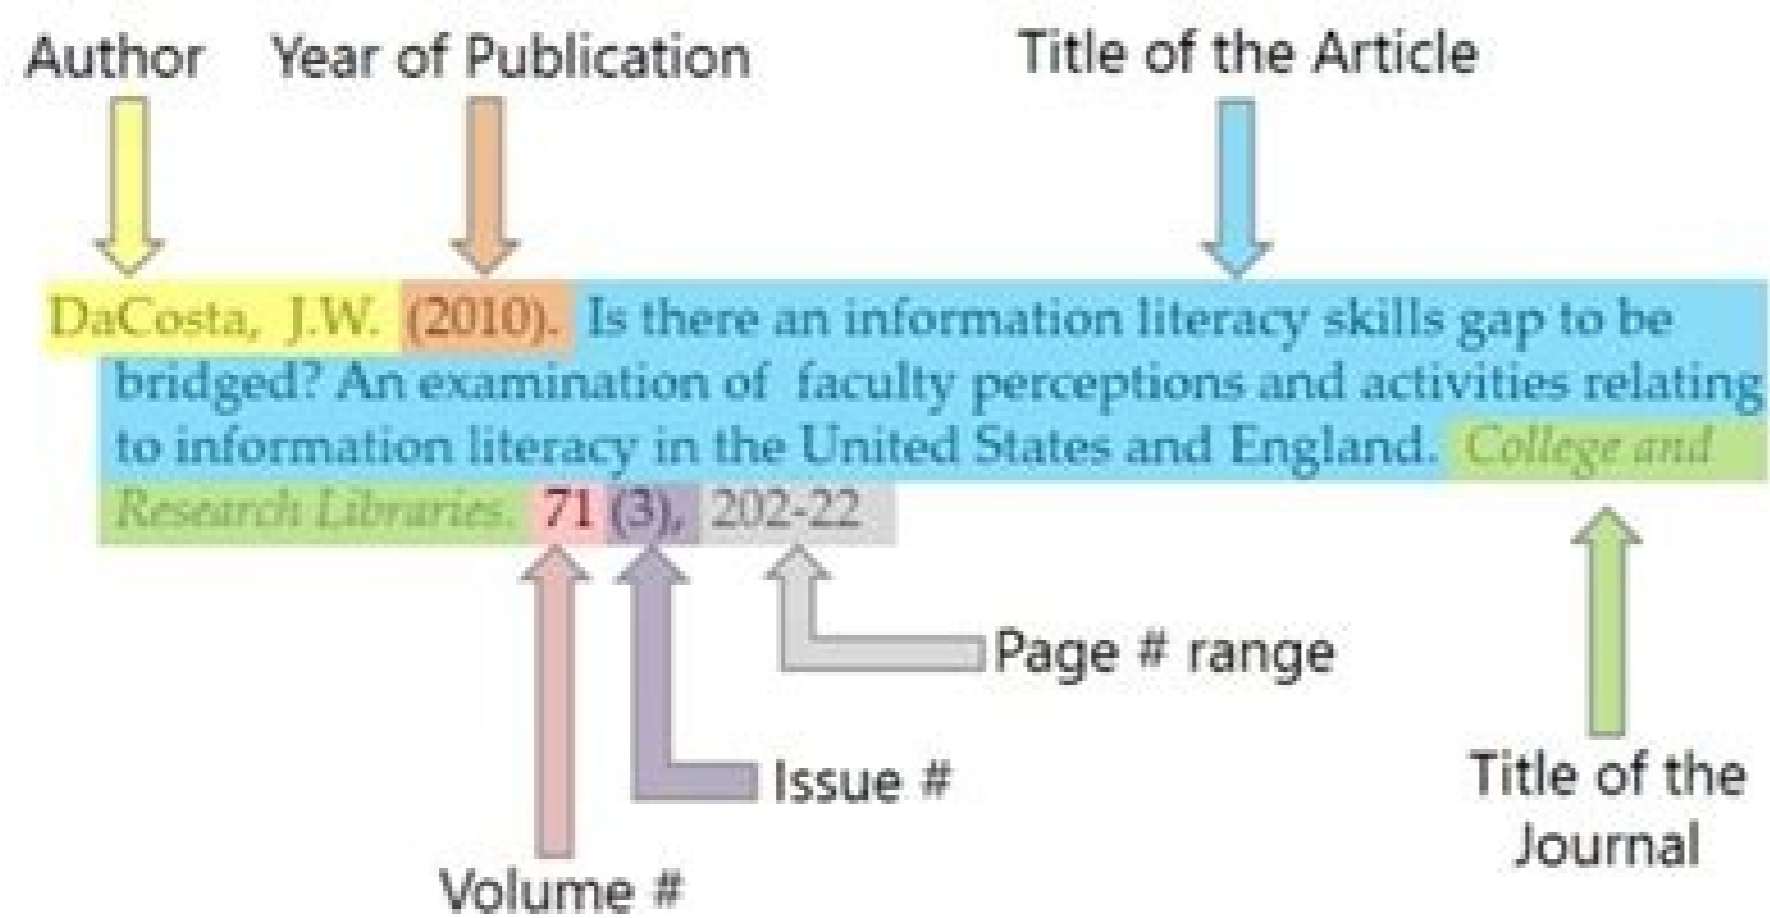 Author Year of Publication Title of the Article
DaCosta, J.W. (2010). Is there an information literacy skills gap to be
bridged? An examination of faculty perceptions and activities relating
to information literacy in the United States and England. College and
Research Libraries. 71 (3), 202-22
Page # range
Issue #
Title of the
Journal
Volume #